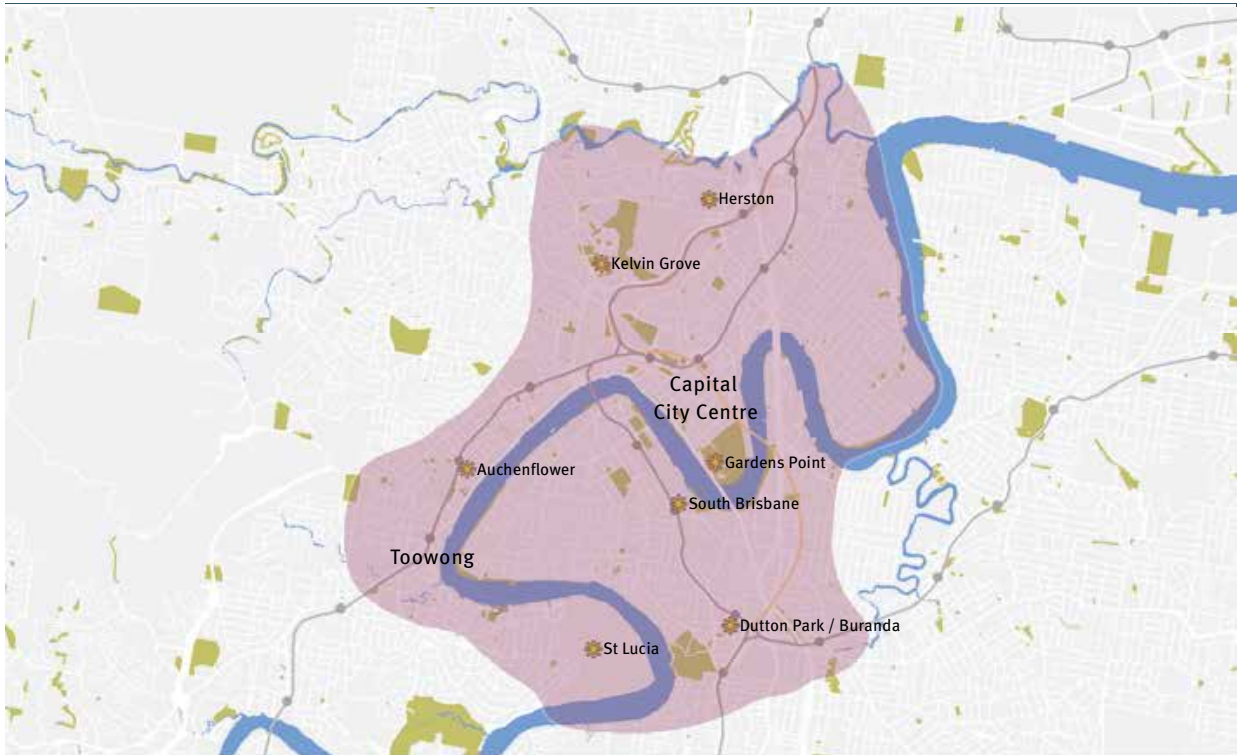 Herston
Kelvin Grove
Capital
City Centre
Auchenflower
Gardens Point
South Brisbane
Toowong
Dutton Park / Buranda
St Lucia